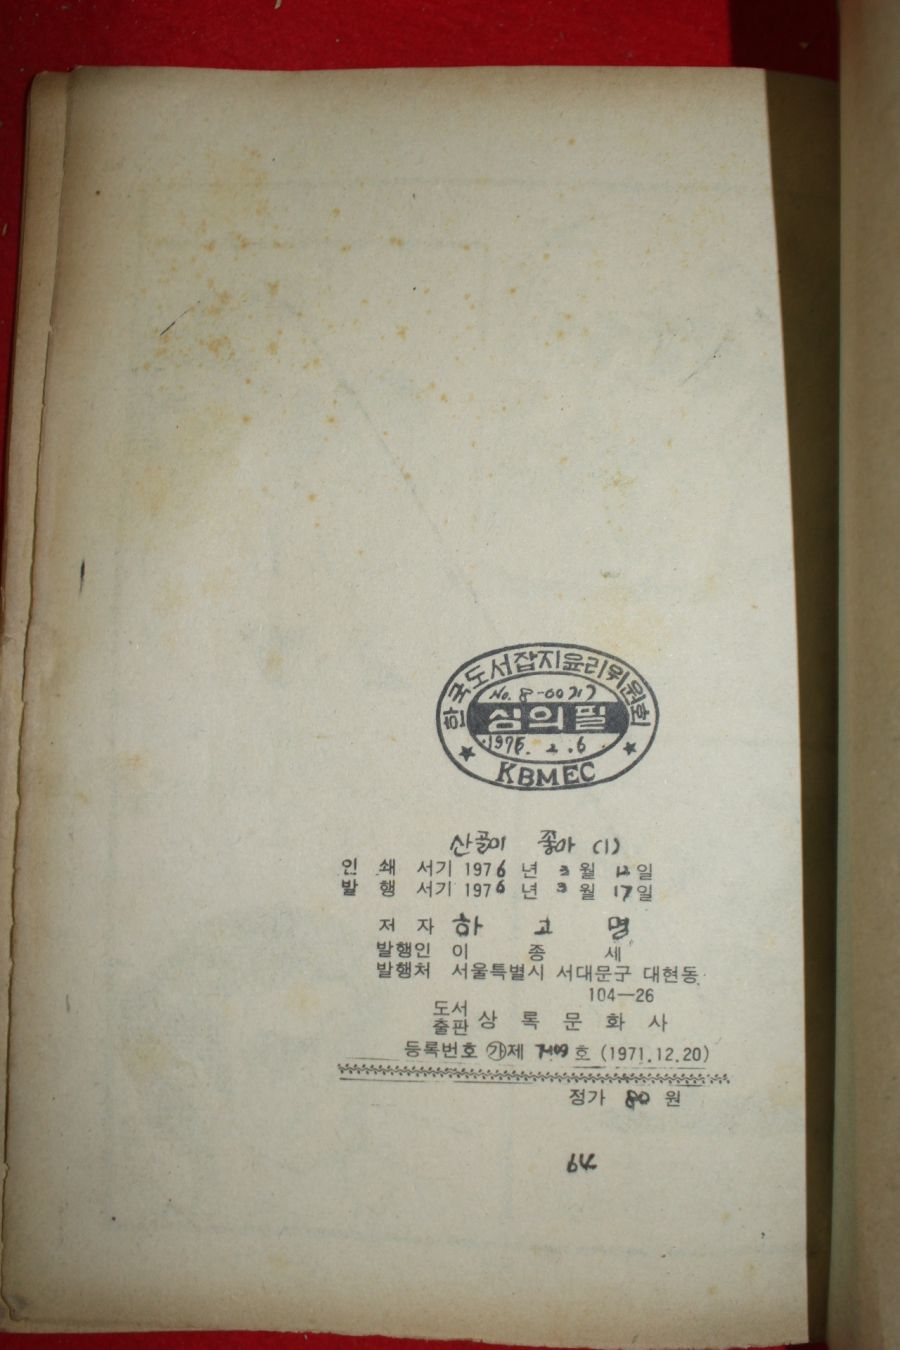 한국도서잡지윤리위원회
No. 8-00717
심의필
1976. 2. 6
KBMEC
산골이 좋아 (1)
인 쇄 서기 1976 년 3 월 12 일
발 행 서기 1976 년 3 월 17 일
저 자 하 고 명
발행인 이 종 세
발행처 서울특별시 서대문구 대현동
104—26
도서출판 상 록 문 화 사
등록번호 ㉮제 호 (1971.12.20)
정가 80 원